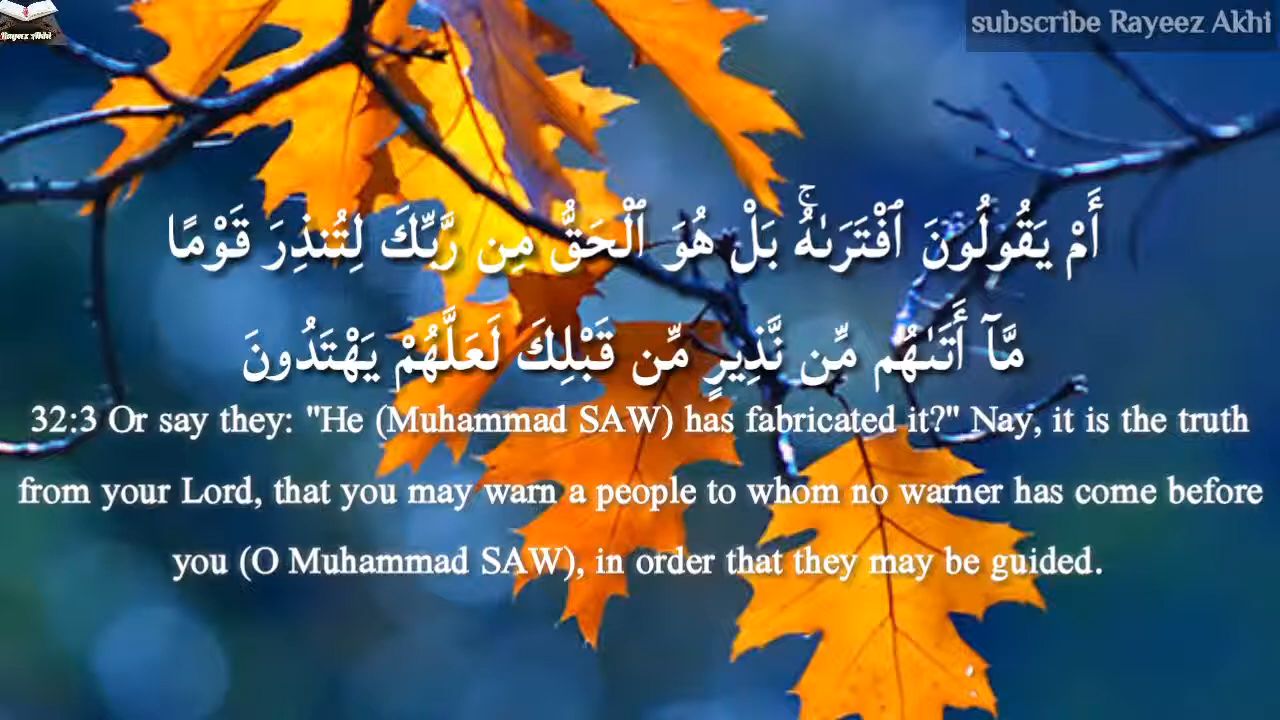 Rayeez Akhi
subscribe Rayeez Akhi
أَمْ يَقُولُونَ ٱفْتَرَىٰهُ ۚ بَلْ هُوَ ٱلْحَقُّ مِن رَّبِّكَ لِتُنذِرَ قَوْمًا
مَّآ أَتَىٰهُم مِّن نَّذِيرٍ مِّن قَبْلِكَ لَعَلَّهُمْ يَهْتَدُونَ
32:3 Or say they: "He (Muhammad SAW) has fabricated it?" Nay, it is the truth
from your Lord, that you may warn a people to whom no warner has come before
you (O Muhammad SAW), in order that they may be guided.